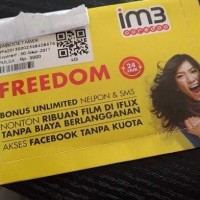 im3
ooredoo
FREEDOM
24 JAM
BONUS UNLIMITED NELPON & SMS
NONTON RIBUAN FILM DI IFLIX
TANPA BIAYA BERLANGGANAN
AKSES FACEBOOK TANPA KUOTA